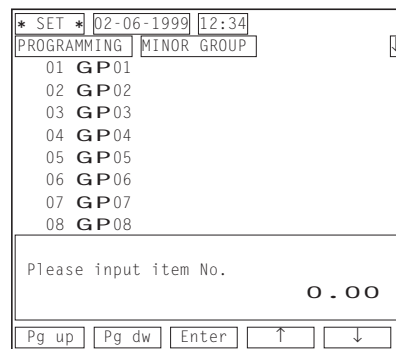 * SET * 02-06-1999 12:34
PROGRAMMING MINOR GROUP ↓
01 GP01
02 GP02
03 GP03
04 GP04
05 GP05
06 GP06
07 GP07
08 GP08
Please input item No.
0.00
Pg up Pg dw Enter ↑ ↓